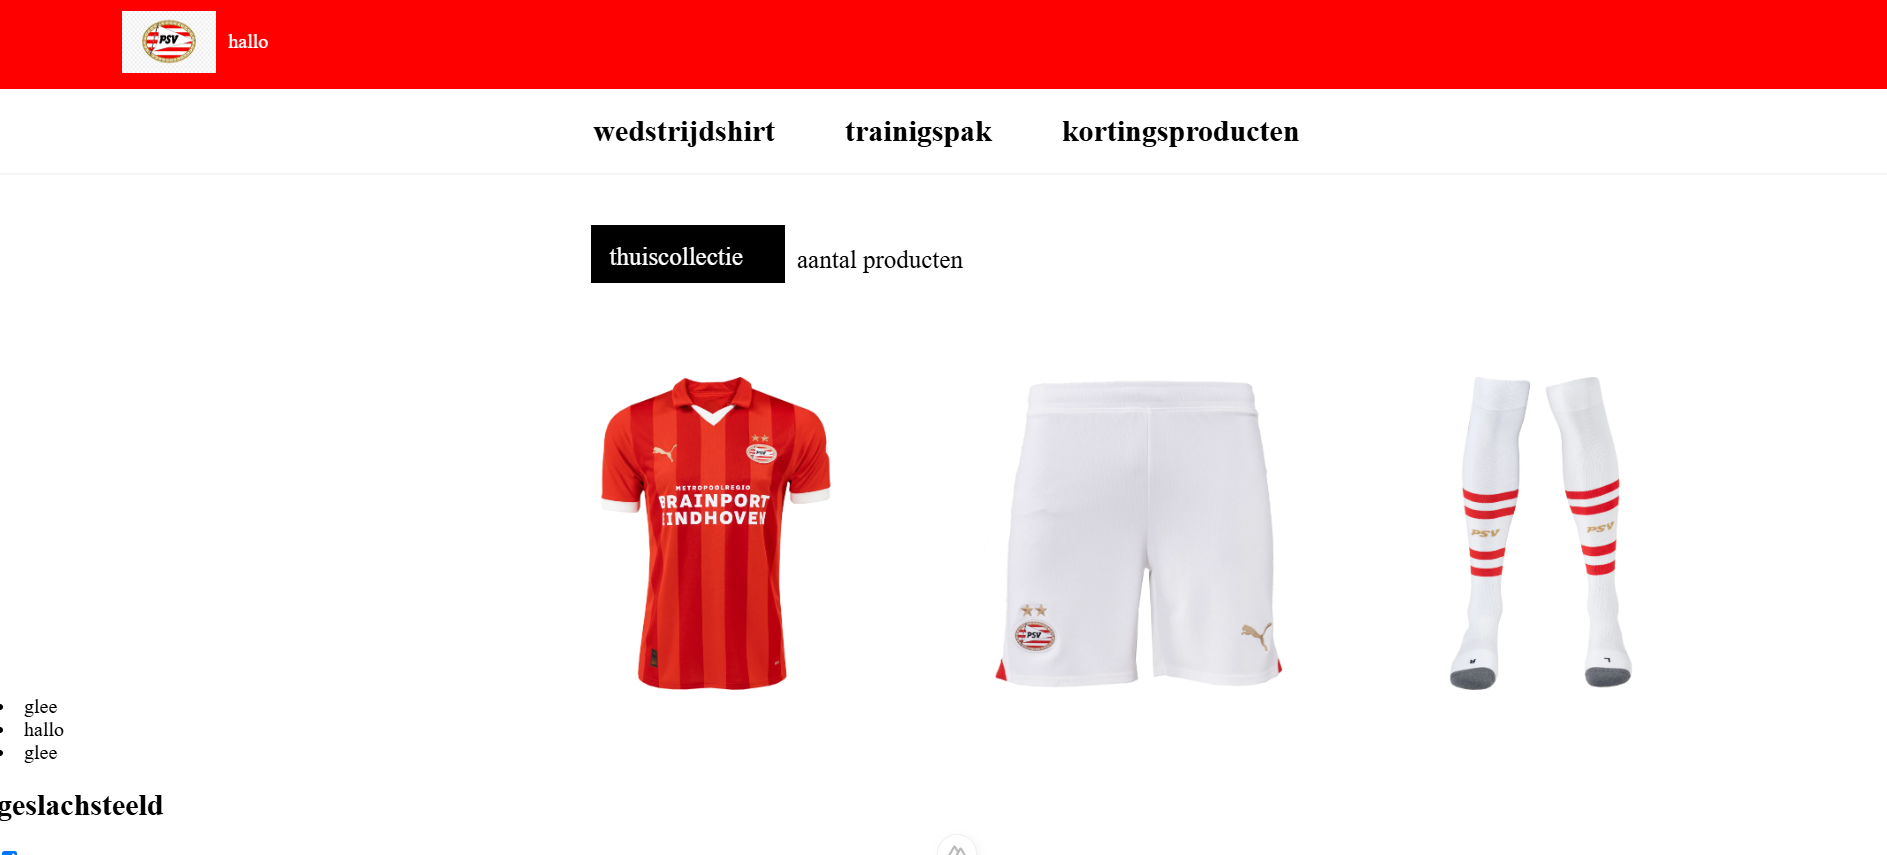 PSV
hallo
wedstrijdshirt trainigspak kortingsproducten
thuiscollectie aantal producten
PSV
METROPOOLREGIO
BRAINPORT
EINDHOVEN
PSV
PSV PSV
R L
glee
hallo
glee
geslachsteeld